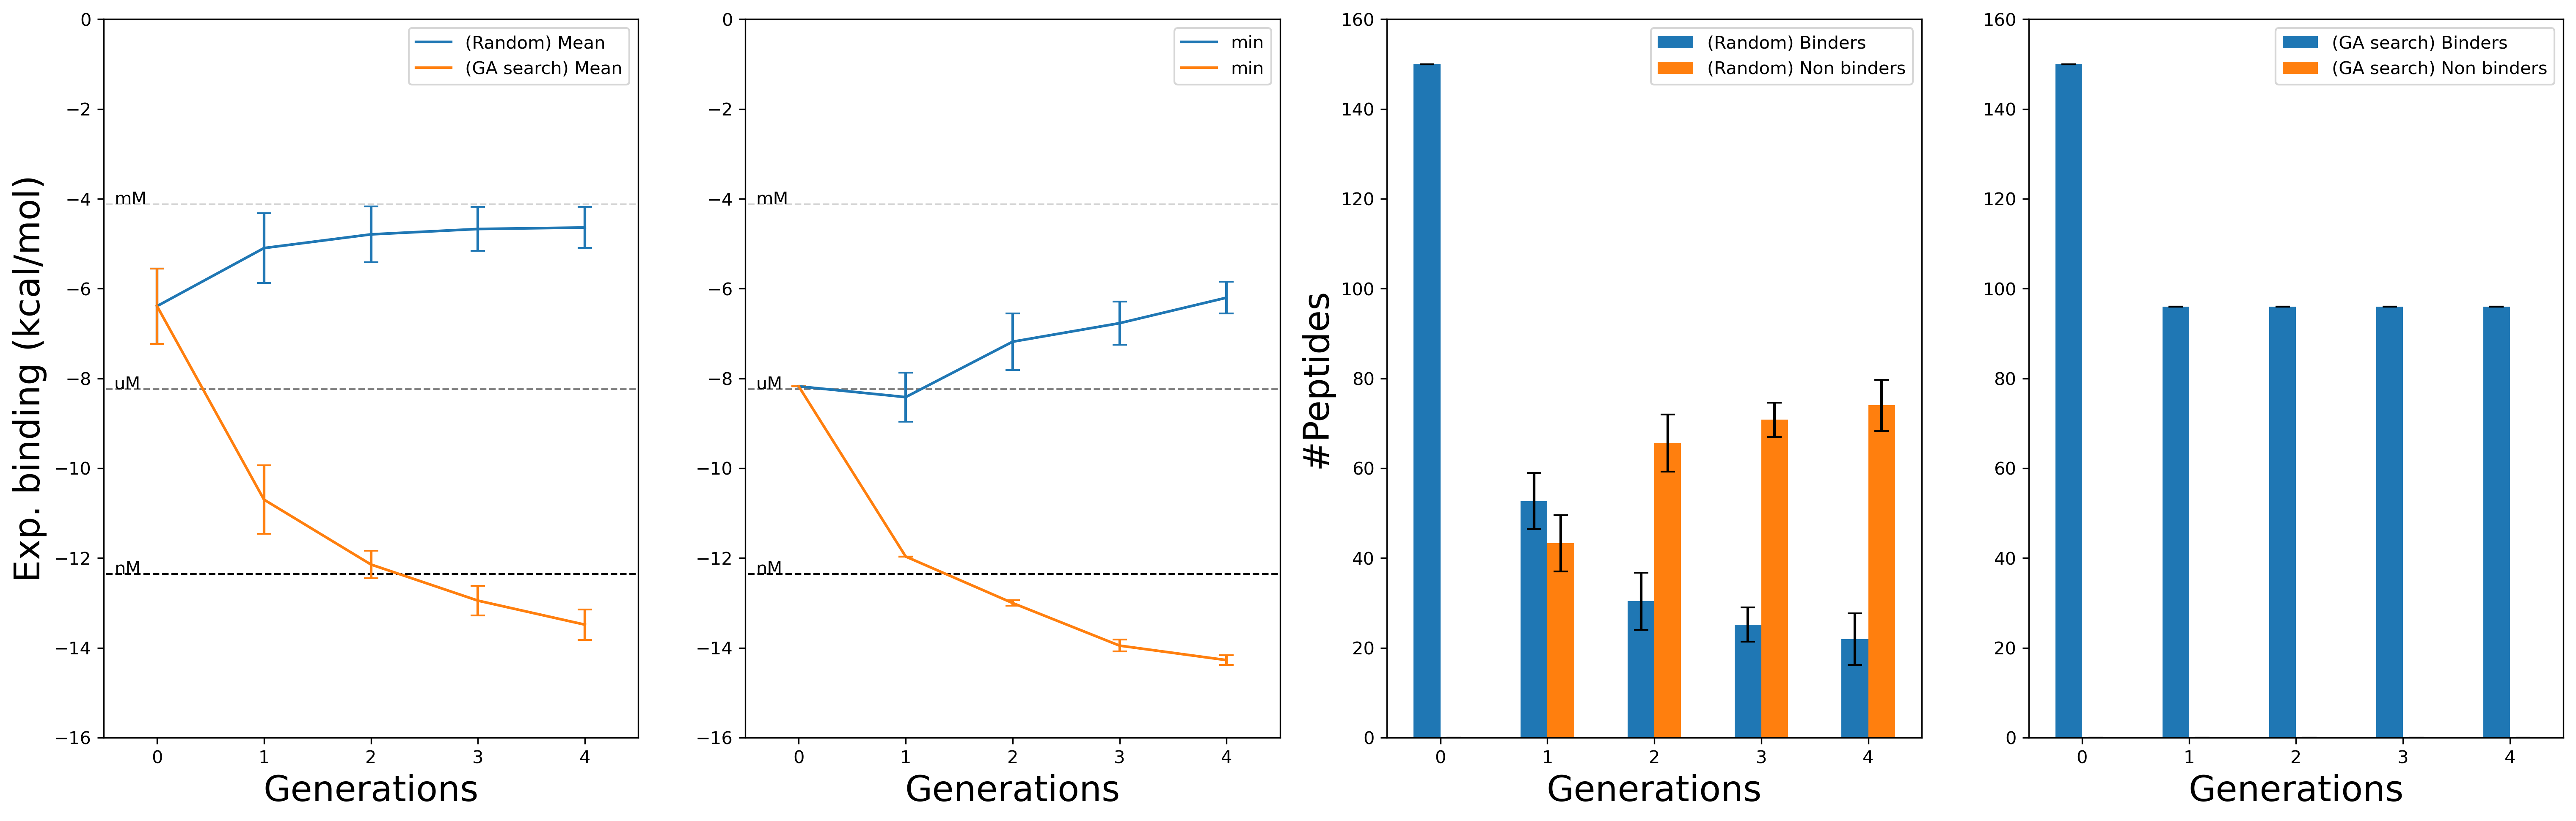 Exp. binding (kcal/mol)
0
−2
−4
−6
−8
−10
−12
−14
−16
(Random) Mean
(GA search) Mean
mM
uM
nM
0 1 2 3 4
Generations
0
−2
−4
−6
−8
−10
−12
−14
−16
min
min
mM
uM
nM
0 1 2 3 4
Generations
#Peptides
160
140
120
100
80
60
40
20
0
(Random) Binders
(Random) Non binders
0 1 2 3 4
Generations
160
140
120
100
80
60
40
20
0
(GA search) Binders
(GA search) Non binders
0 1 2 3 4
Generations